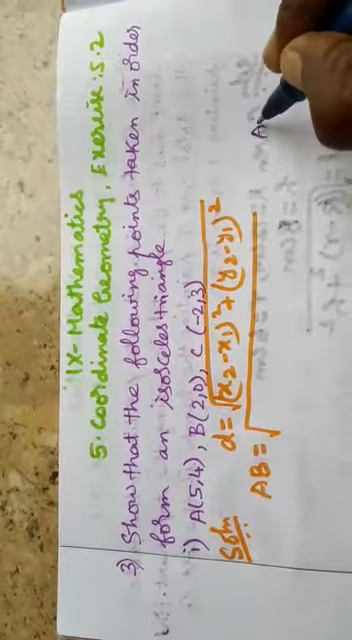 IX-Mathematics
5. Coordinate Geometry, Exercise : 5.2
3) Show that the following points taken in order
form an isosceles triangle
i) A(5,4), B(2,0), C (-2,3)
Soln d = √(x₂-x₁)²+(y₂-y₁)²
AB = √
A